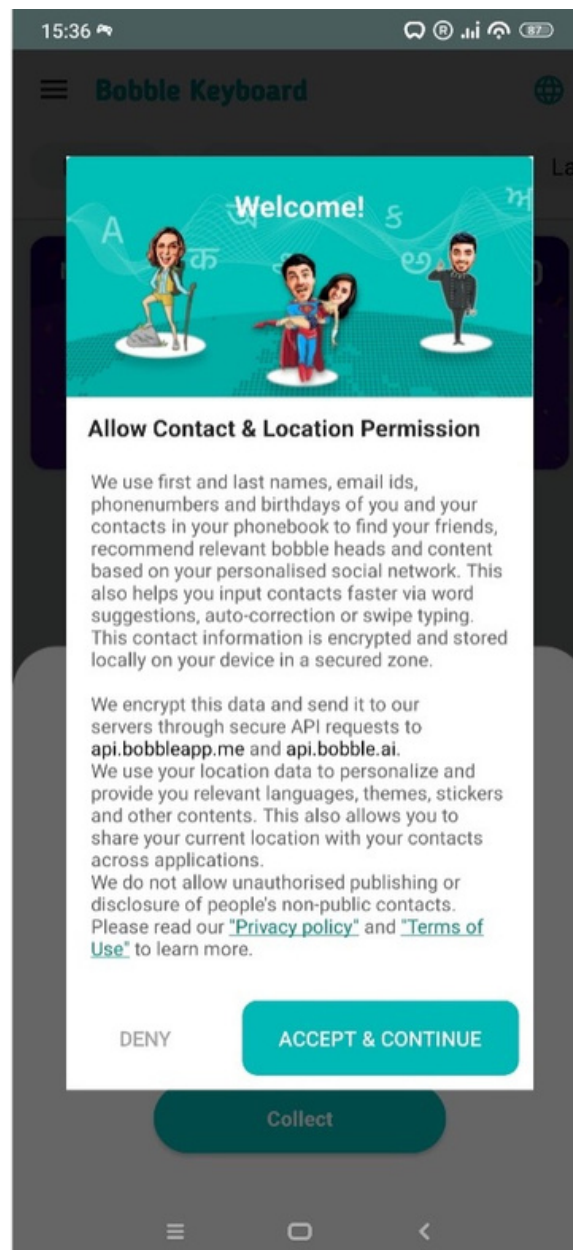 15:36
87
Bobble Keyboard
La
Welcome!
A
अ
क
ક
అ
Allow Contact & Location Permission
We use first and last names, email ids,
phonenumbers and birthdays of you and your
contacts in your phonebook to find your friends,
recommend relevant bobble heads and content
based on your personalised social network. This
also helps you input contacts faster via word
suggestions, auto-correction or swipe typing.
This contact information is encrypted and stored
locally on your device in a secured zone.
We encrypt this data and send it to our
servers through secure API requests to
api.bobbleapp.me and api.bobble.ai.
We use your location data to personalize and
provide you relevant languages, themes, stickers
and other contents. This also allows you to
share your current location with your contacts
across applications.
We do not allow unauthorised publishing or
disclosure of people's non-public contacts.
Please read our "Privacy policy" and "Terms of
Use" to learn more.
DENY
ACCEPT & CONTINUE
Collect